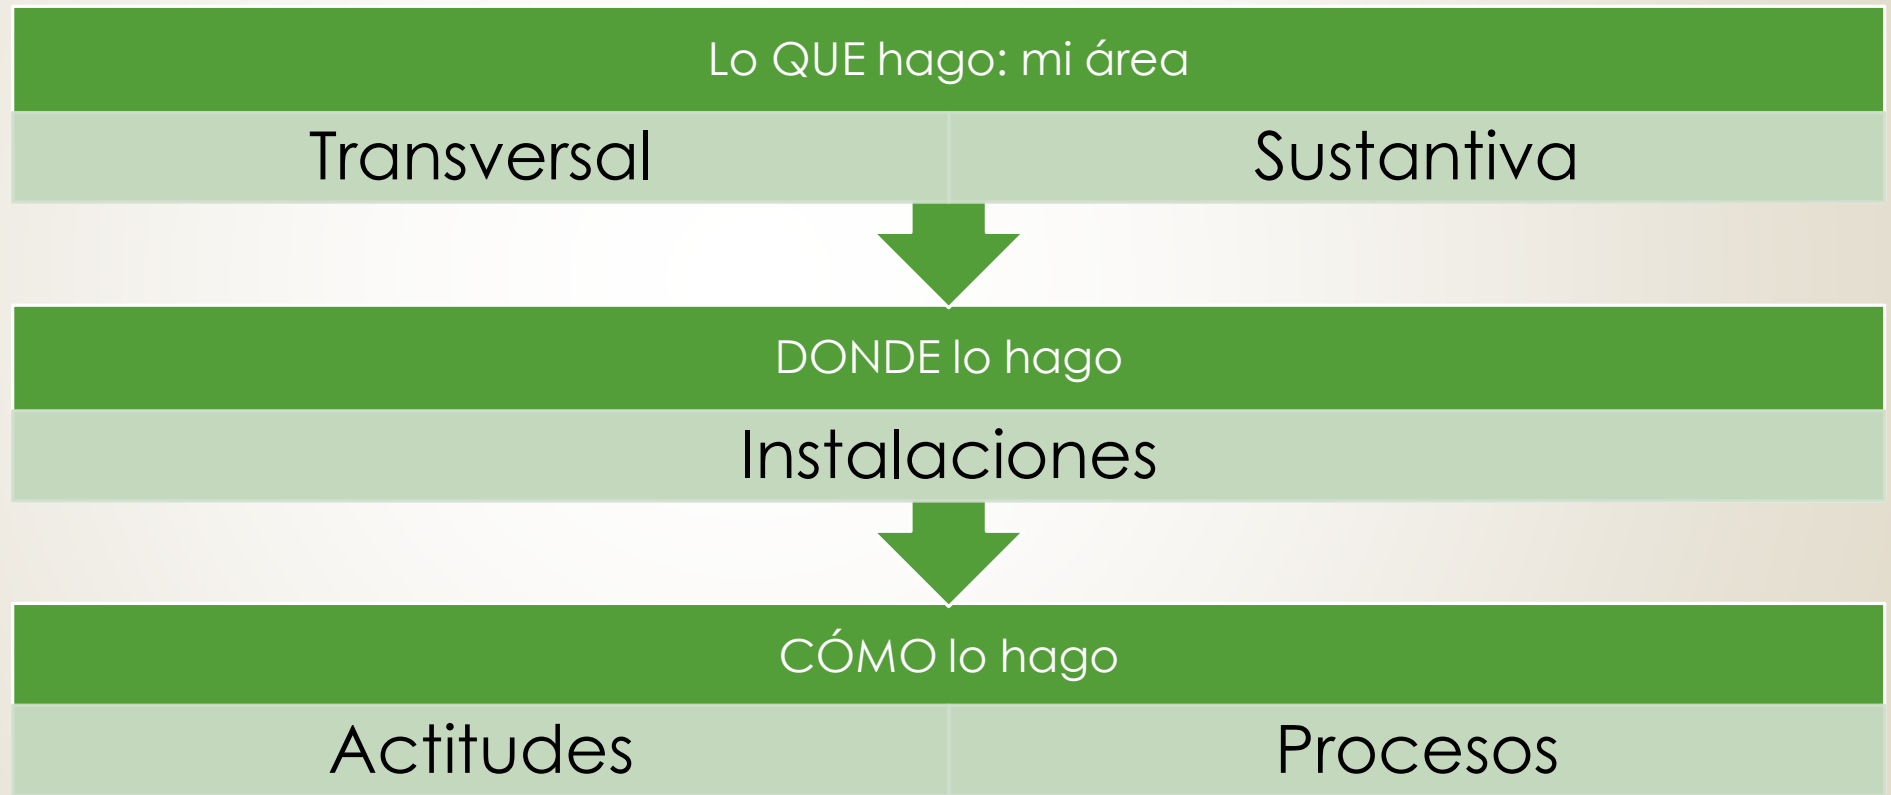 Lo QUE hago: mi área
Transversal
Sustantiva
DONDE lo hago
Instalaciones
CÓMO lo hago
Actitudes
Procesos